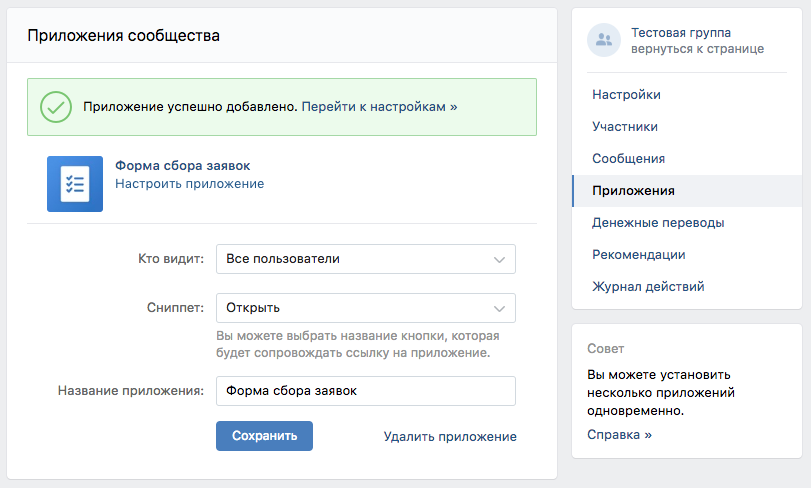 Приложения сообщества
Приложение успешно добавлено. Перейти к настройкам »
Форма сбора заявок
Настроить приложение
Кто видит: Все пользователи
Сниппет: Открыть
Вы можете выбрать название кнопки, которая
будет сопровождать ссылку на приложение.
Название приложения: Форма сбора заявок
Сохранить Удалить приложение
Тестовая группа
вернуться к странице
Настройки
Участники
Сообщения
Приложения
Денежные переводы
Рекомендации
Журнал действий
Совет
Вы можете установить
несколько приложений
одновременно.
Справка »